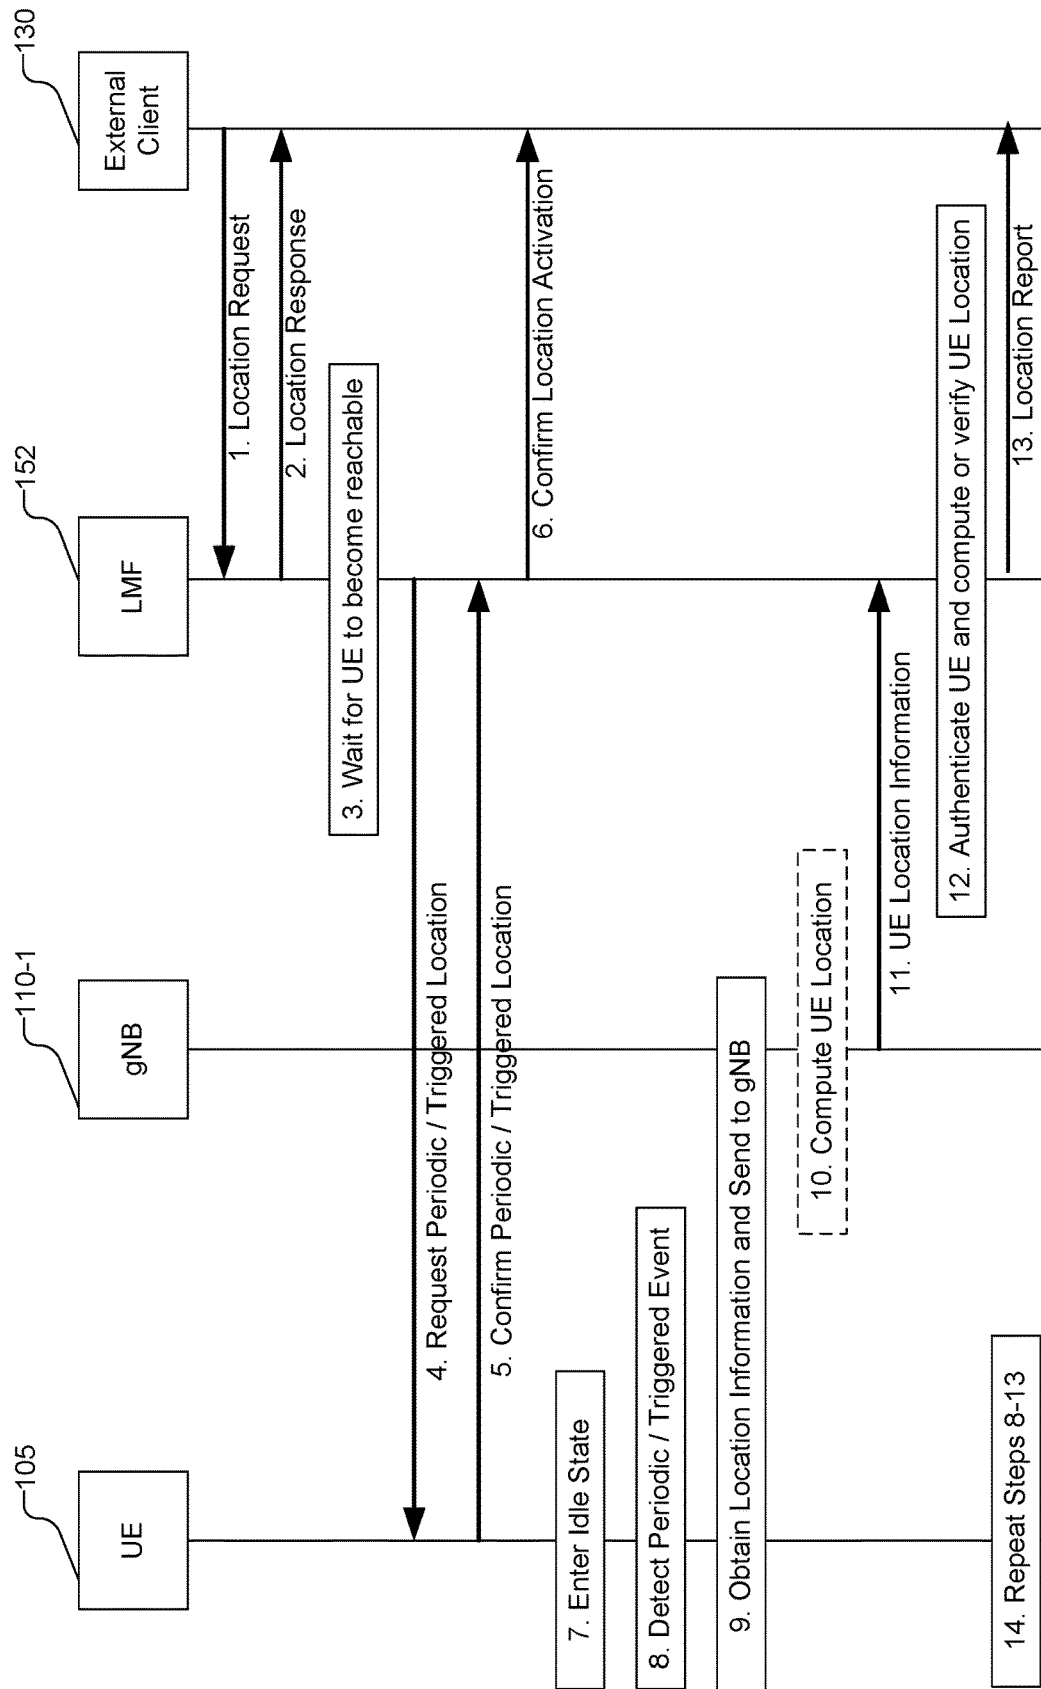 105
110-1
152
130
UE
gNB
LMF
External
Client
1. Location Request
2. Location Response
3. Wait for UE to become reachable
4. Request Periodic / Triggered Location
5. Confirm Periodic / Triggered Location
6. Confirm Location Activation
7. Enter Idle State
8. Detect Periodic / Triggered Event
9. Obtain Location Information and Send to gNB
10. Compute UE Location
11. UE Location Information
12. Authenticate UE and compute or verify UE Location
13. Location Report
14. Repeat Steps 8-13